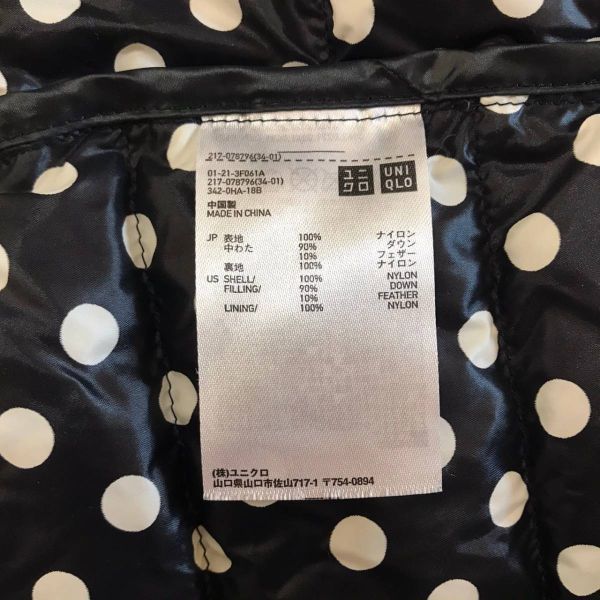 217-078796(34-01)
01-21-3F061A
217-078796(34-01)
342-0HA-18B
ユニクロ UNIQLO
中国製
MADE IN CHINA
JP 表地 100% ナイロン
中わた 90% ダウン
10% フェザー
裏地 100% ナイロン
US SHELL/ 100% NYLON
FILLING/ 90% DOWN
10% FEATHER
LINING/ 100% NYLON
(株)ユニクロ
山口県山口市佐山717-1 〒754-0894